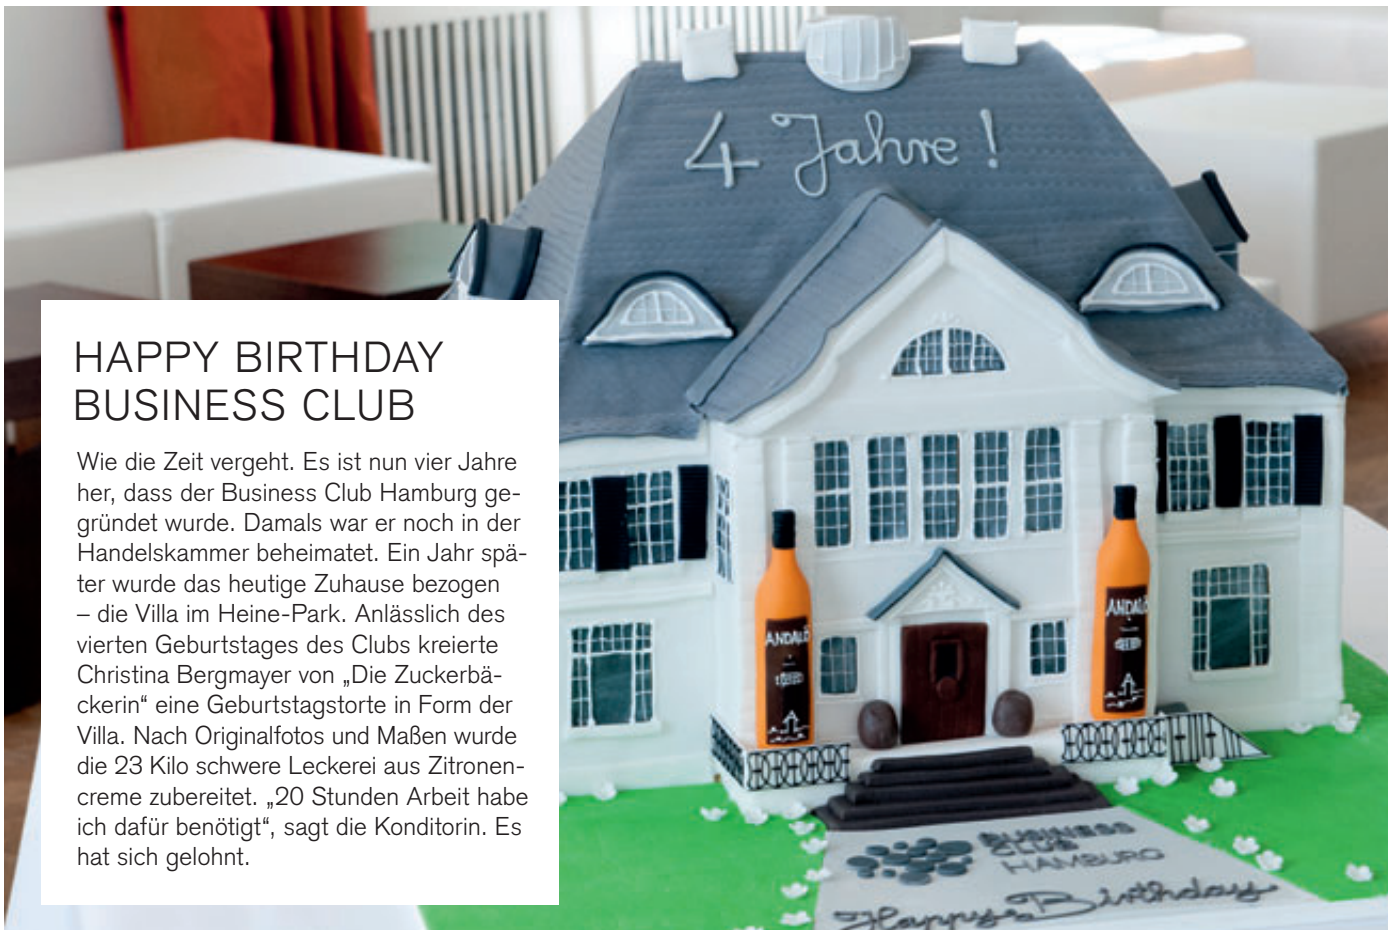 4 Jahre!
HAPPY BIRTHDAY
BUSINESS CLUB
Wie die Zeit vergeht. Es ist nun vier Jahre
her, dass der Business Club Hamburg ge-
gründet wurde. Damals war er noch in der
Handelskammer beheimatet. Ein Jahr spä-
ter wurde das heutige Zuhause bezogen
– die Villa im Heine-Park. Anlässlich des
vierten Geburtstages des Clubs kreierte
Christina Bergmayer von „Die Zuckerbä-
ckerin“ eine Geburtstagstorte in Form der
Villa. Nach Originalfotos und Maßen wurde
die 23 Kilo schwere Leckerei aus Zitronen-
creme zubereitet. „20 Stunden Arbeit habe
ich dafür benötigt“, sagt die Konditorin. Es
hat sich gelohnt.
ANDALÖ
ANDALÖ
BUSINESS
CLUB
HAMBURG
Happy Birthday